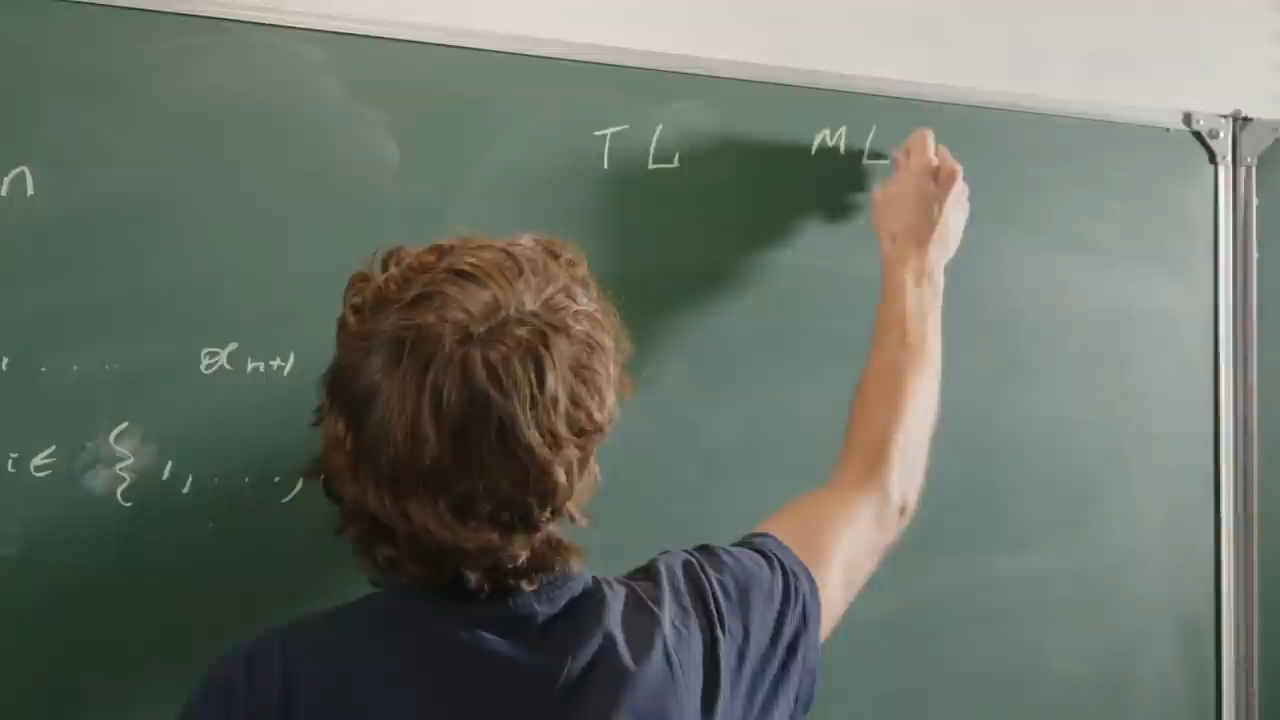 TL ML
n
, .... x n+1
i ∈ { 1, ....,